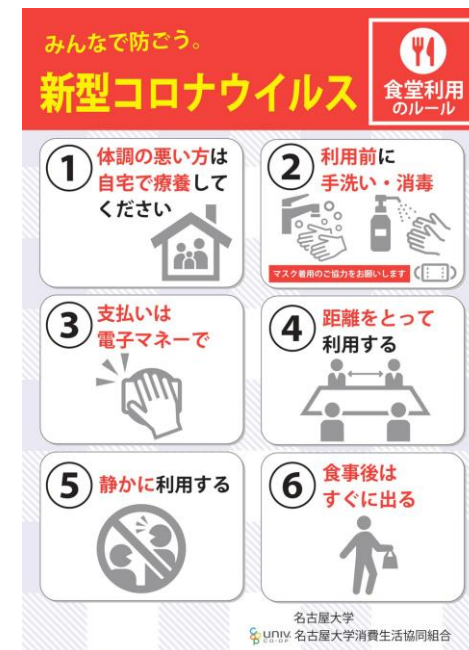 みんなで防ごう。
新型コロナウイルス
食堂利用
のルール
1
体調の悪い方は
自宅で療養して
ください
2
利用前に
手洗い・消毒
マスク着用のご協力をお願いします
3
支払いは
電子マネーで
4
距離をとって
利用する
5
静かに利用する
6
食事後は
すぐに出る
名古屋大学
univ. CO-OP 名古屋大学消費生活協同組合